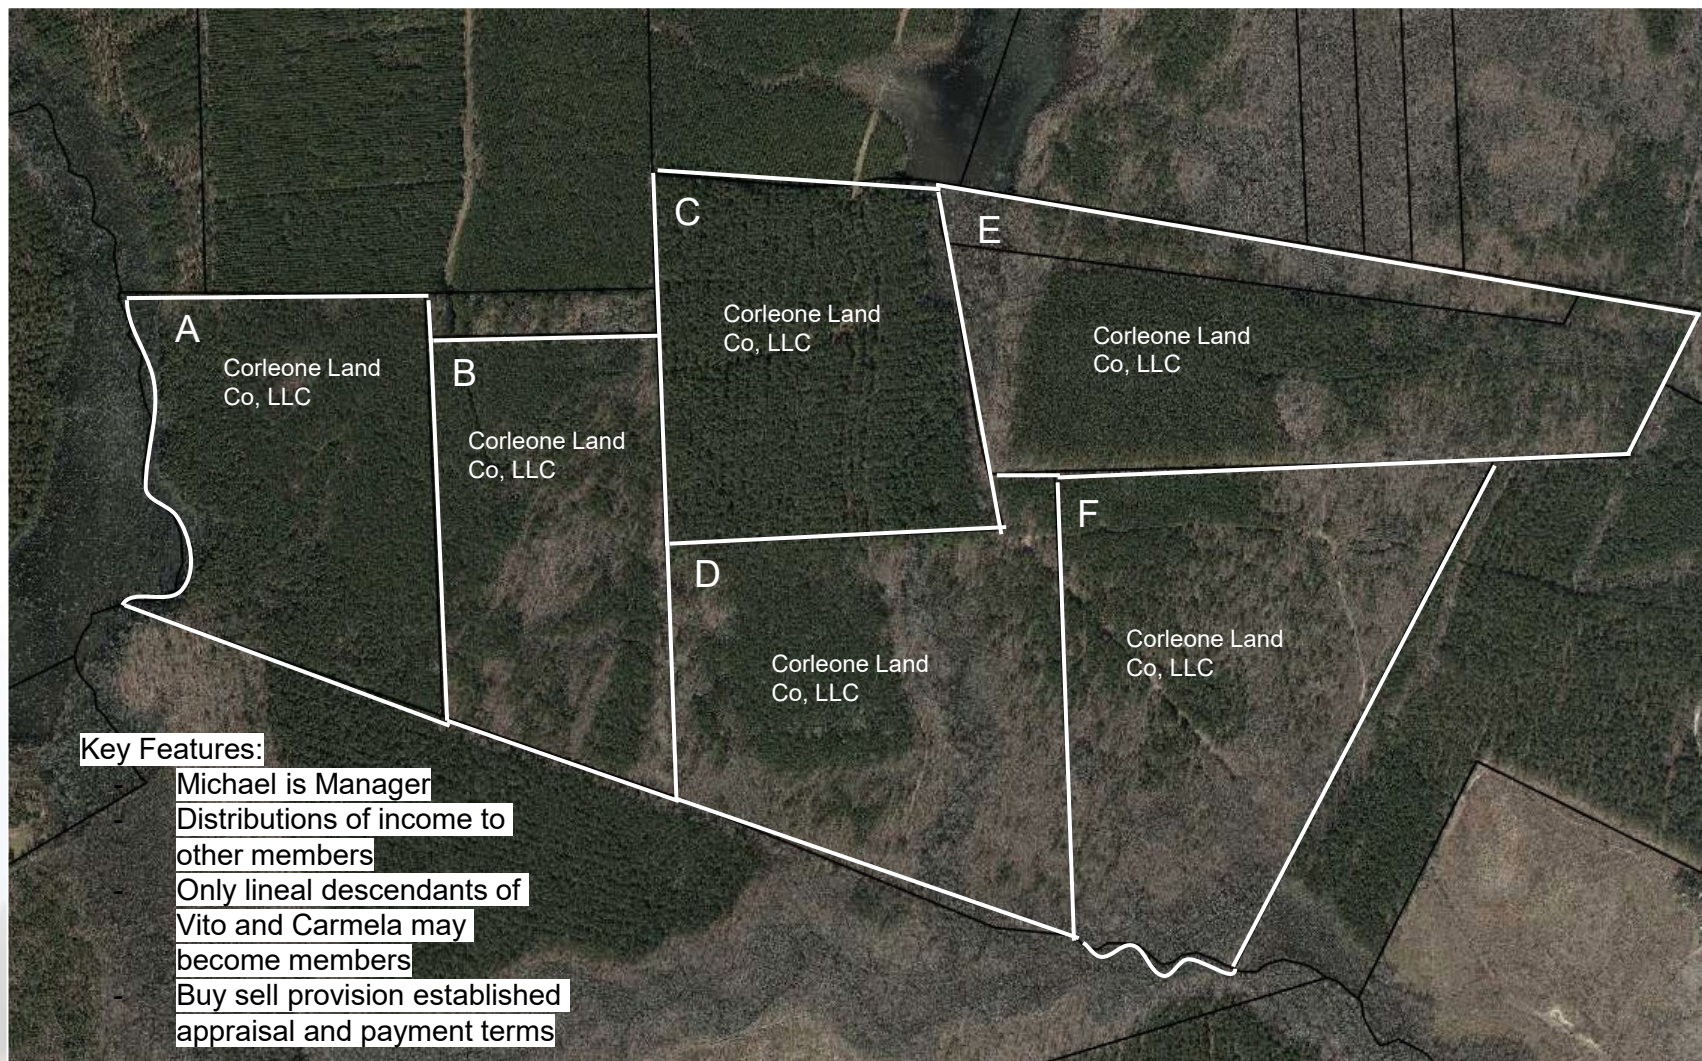 C
E
Corleone Land
Co, LLC
A
Corleone Land
Co, LLC
Corleone Land
Co, LLC
B
Corleone Land
Co, LLC
F
D
Corleone Land
Co, LLC
Corleone Land
Co, LLC
Key Features:
- Michael is Manager
- Distributions of income to
other members
- Only lineal descendants of
Vito and Carmela may
become members
- Buy sell provision established
appraisal and payment terms